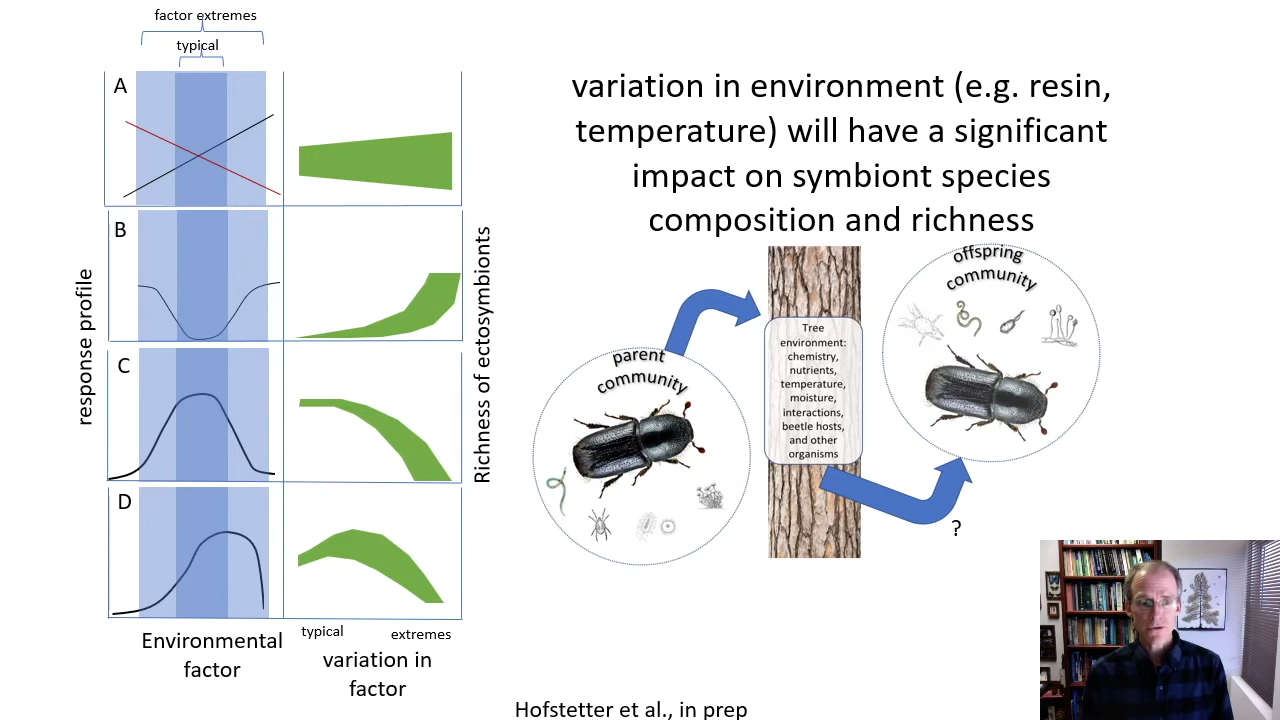 factor extremes
typical
A
B
C
D
response profile
Environmental
factor
Richness of ectosymbionts
typical
extremes
variation in
factor
variation in environment (e.g. resin,
temperature) will have a significant
impact on symbiont species
composition and richness
parent
community
Tree
environment:
chemistry,
nutrients,
temperature,
moisture,
interactions,
beetle hosts,
and other
organisms
offspring
community
?
Hofstetter et al., in prep